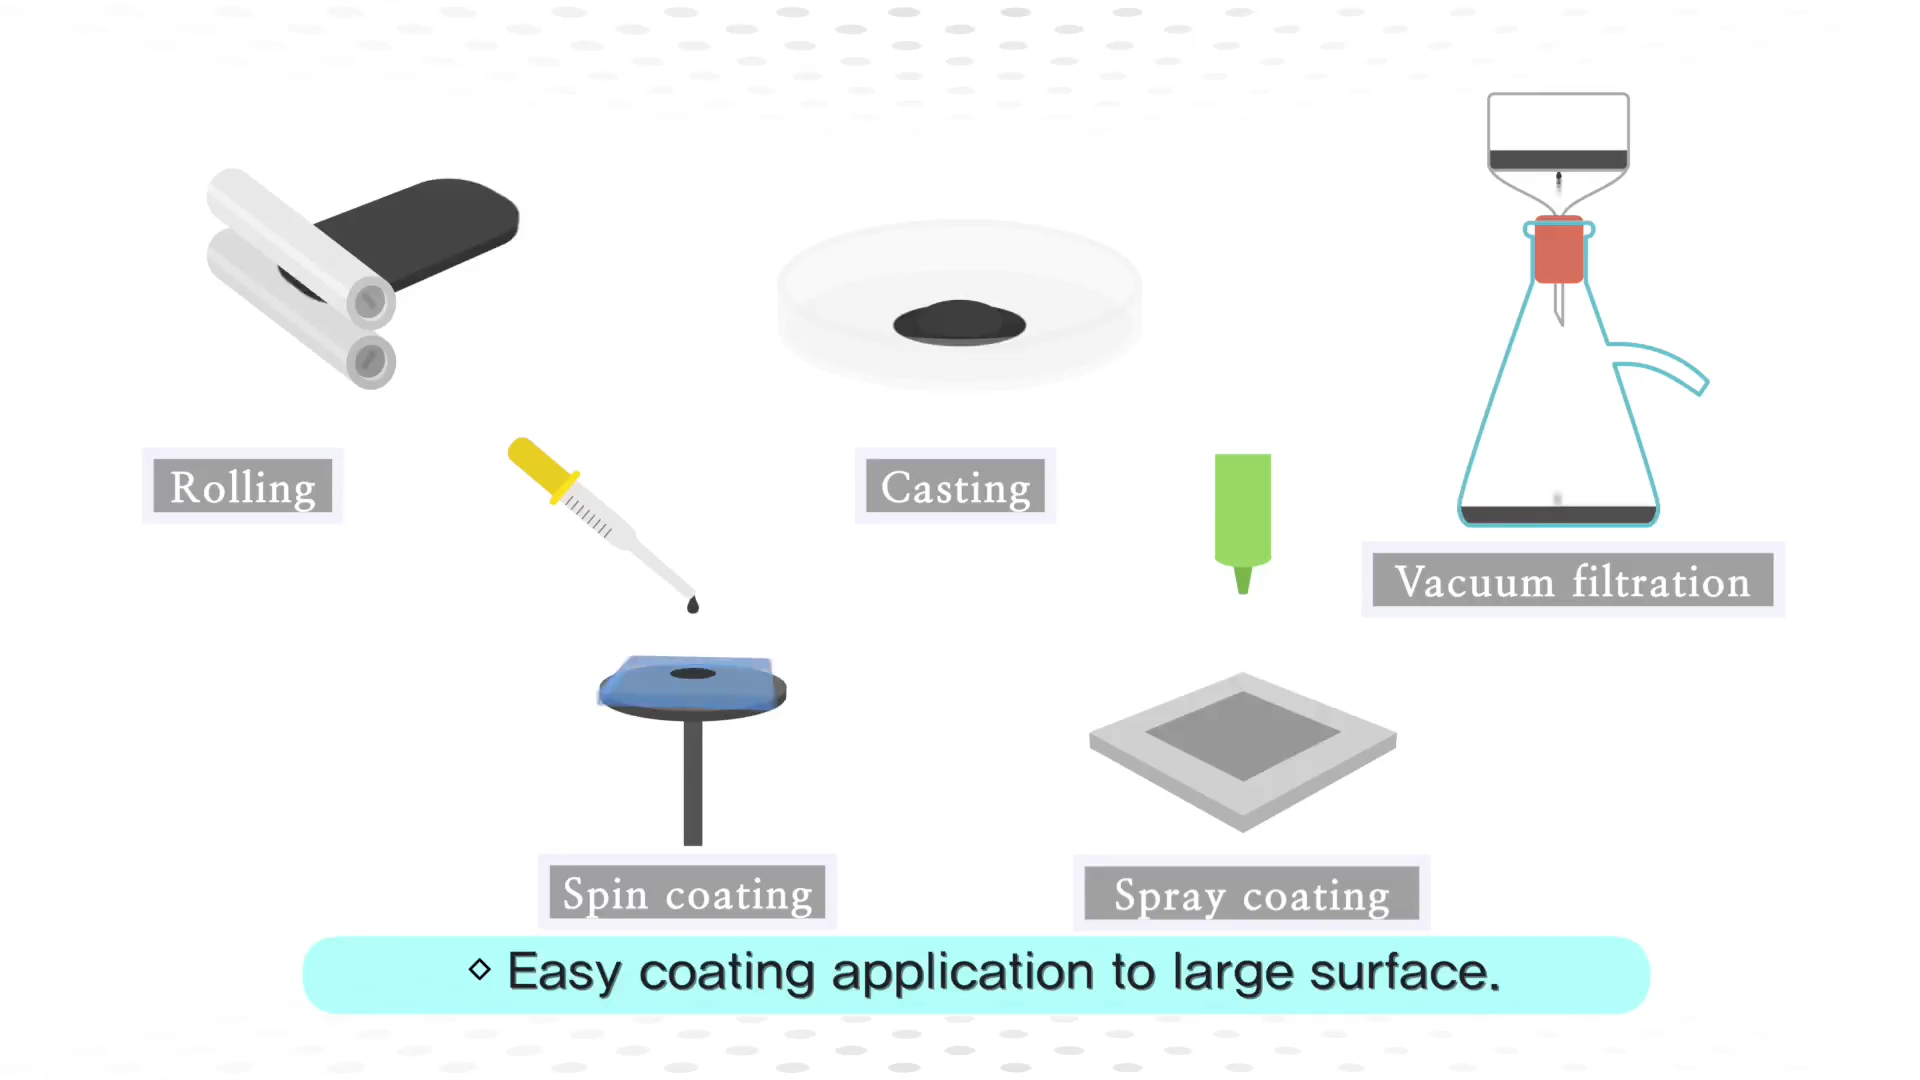 Rolling
Casting
Vacuum filtration
Spin coating
Spray coating
◇ Easy coating application to large surface.